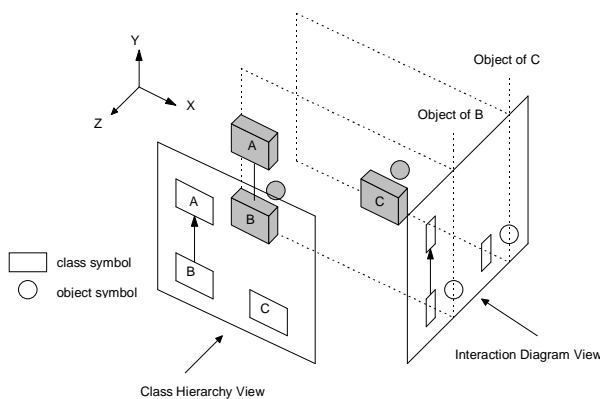 Y
X
Z
Object of C
Object of B
A
B
C
A
B
C
class symbol
object symbol
Class Hierarchy View
Interaction Diagram View